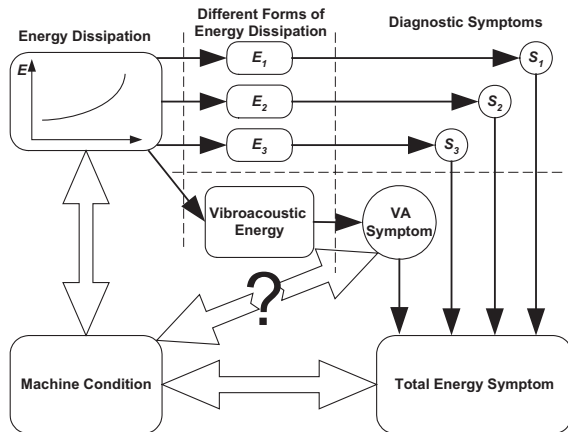 Energy Dissipation
Different Forms of
Energy Dissipation
Diagnostic Symptoms
E
E1
S1
E2
S2
E3
S3
Vibroacoustic
Energy
VA
Symptom
?
Machine Condition
Total Energy Symptom